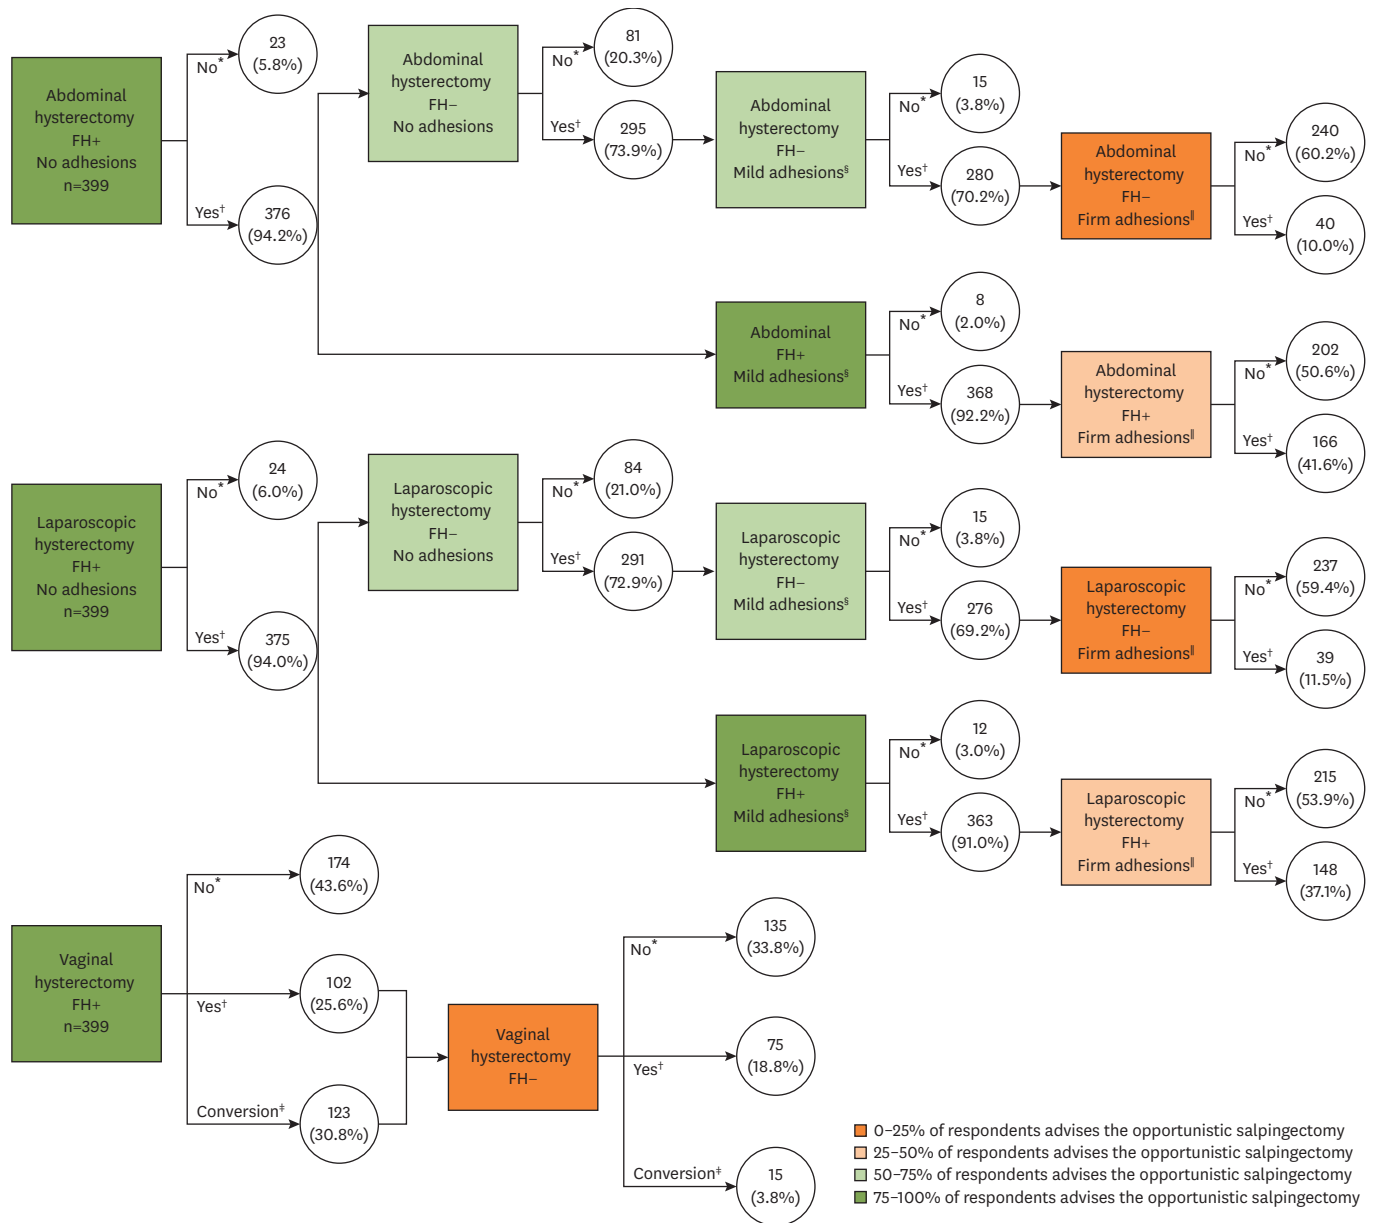 Abdominal
hysterectomy
FH+
No adhesions
n=399
No*
23
(5.8%)
Yes†
376
(94.2%)
Abdominal
hysterectomy
FH−
No adhesions
No*
81
(20.3%)
Yes†
295
(73.9%)
Abdominal
hysterectomy
FH−
Mild adhesions§
No*
15
(3.8%)
Yes†
280
(70.2%)
Abdominal
hysterectomy
FH−
Firm adhesions‖
No*
240
(60.2%)
Yes†
40
(10.0%)
Abdominal
FH+
Mild adhesions§
No*
8
(2.0%)
Yes†
368
(92.2%)
Abdominal
hysterectomy
FH+
Firm adhesions‖
No*
202
(50.6%)
Yes†
166
(41.6%)
Laparoscopic
hysterectomy
FH+
No adhesions
n=399
No*
24
(6.0%)
Yes†
375
(94.0%)
Laparoscopic
hysterectomy
FH−
No adhesions
No*
84
(21.0%)
Yes†
291
(72.9%)
Laparoscopic
hysterectomy
FH−
Mild adhesions§
No*
15
(3.8%)
Yes†
276
(69.2%)
Laparoscopic
hysterectomy
FH−
Firm adhesions‖
No*
237
(59.4%)
Yes†
39
(11.5%)
Laparoscopic
hysterectomy
FH+
Mild adhesions§
No*
12
(3.0%)
Yes†
363
(91.0%)
Laparoscopic
hysterectomy
FH+
Firm adhesions‖
No*
215
(53.9%)
Yes†
148
(37.1%)
Vaginal
hysterectomy
FH+
n=399
No*
174
(43.6%)
Yes†
102
(25.6%)
Conversion‡
123
(30.8%)
Vaginal
hysterectomy
FH−
No*
135
(33.8%)
Yes†
75
(18.8%)
Conversion‡
15
(3.8%)
0–25% of respondents advises the opportunistic salpingectomy
25–50% of respondents advises the opportunistic salpingectomy
50–75% of respondents advises the opportunistic salpingectomy
75–100% of respondents advises the opportunistic salpingectomy